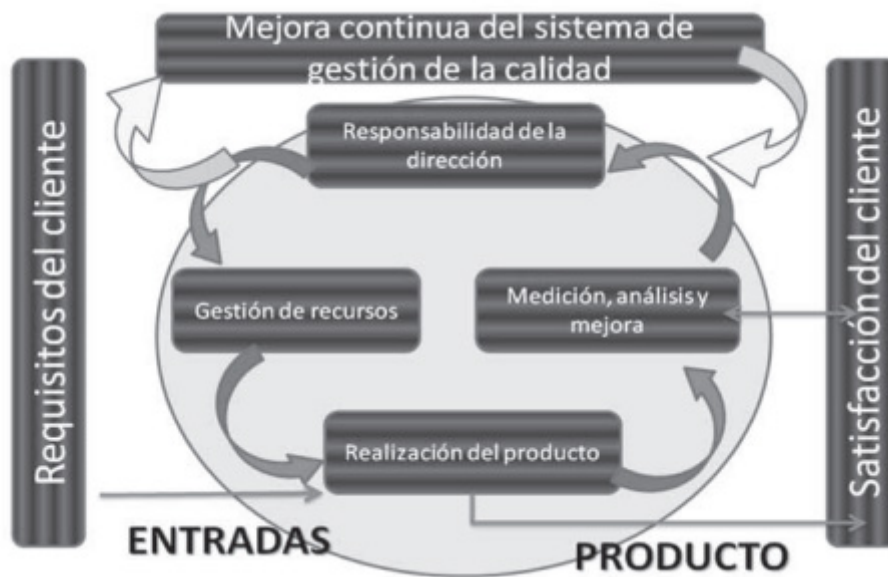 Mejora continua del sistema de
gestión de la calidad
Requisitos del cliente
Responsabilidad de la
dirección
Gestión de recursos
Medición, análisis y
mejora
Satisfacción del cliente
Realización del producto
ENTRADAS
PRODUCTO